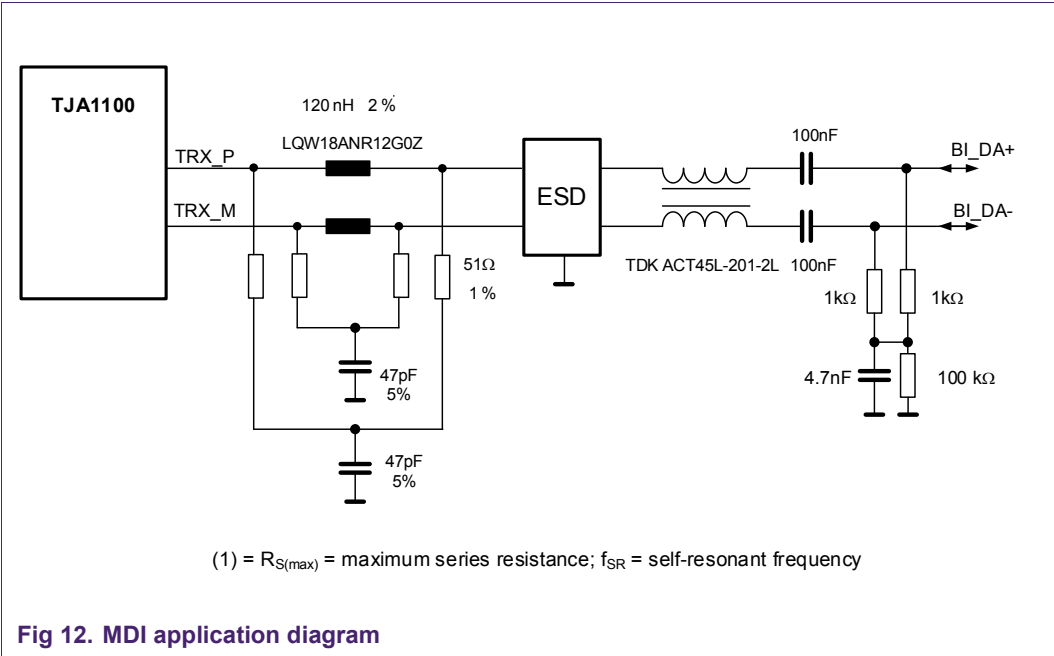 TJA1100
120 nH 2 %
LQW18ANR12G0Z
TRX_P
TRX_M
ESD
100nF
BI_DA+
BI_DA-
TDK ACT45L-201-2L 100nF
51Ω
1 %
1kΩ
1kΩ
47pF
5%
4.7nF
100 kΩ
47pF
5%
(1) = RS(max) = maximum series resistance; fSR = self-resonant frequency
Fig 12. MDI application diagram